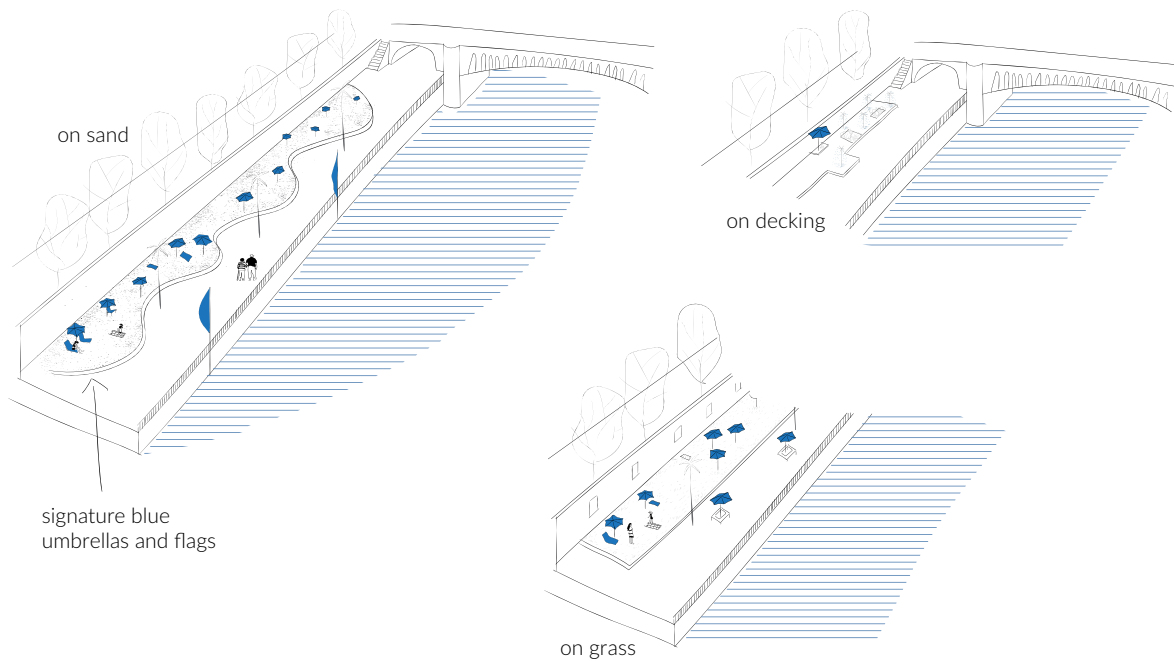 on sand
on decking
signature blue
umbrellas and flags
on grass